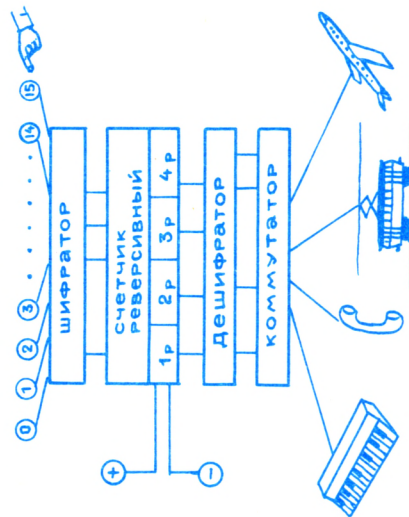 0 1 2 3 . . . . 14 15
ШИФРАТОР
СЧЕТЧИК
РЕВЕРСИВНЫЙ
1р 2р 3р 4р
+
−
ДЕШИФРАТОР
КОММУТАТОР